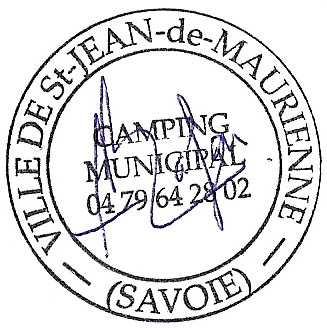 VILLE DE St-JEAN-de-MAURIENNE
CAMPING
MUNICIPAL
04 79 64 28 02
(SAVOIE)